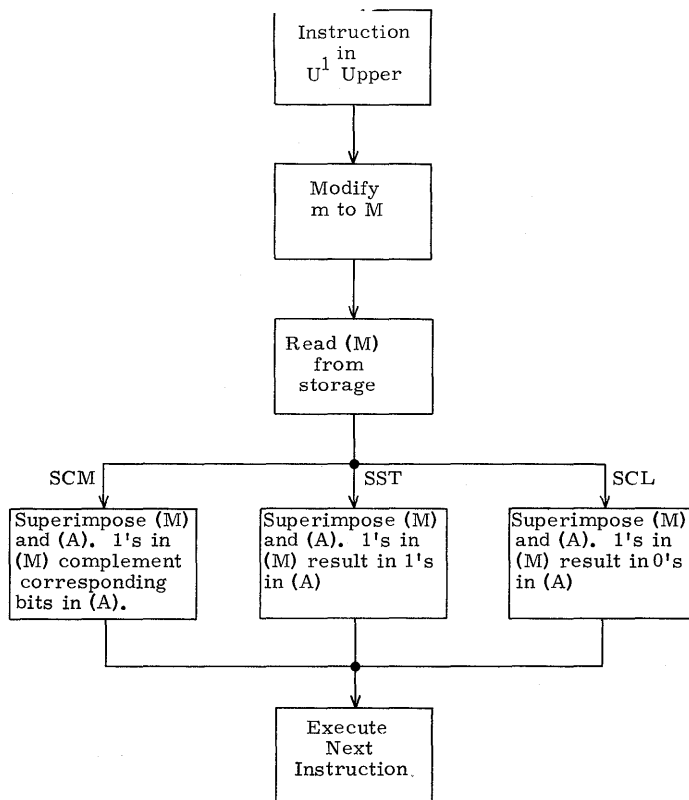 Instruction
in
U¹ Upper
Modify
m to M
Read (M)
from
storage
SCM
SST
SCL
Superimpose (M)
and (A). 1's in
(M) complement
corresponding
bits in (A).
Superimpose (M)
and (A). 1's in
(M) result in 1's
in (A)
Superimpose (M)
and (A). 1's in
(M) result in 0's
in (A)
Execute
Next
Instruction